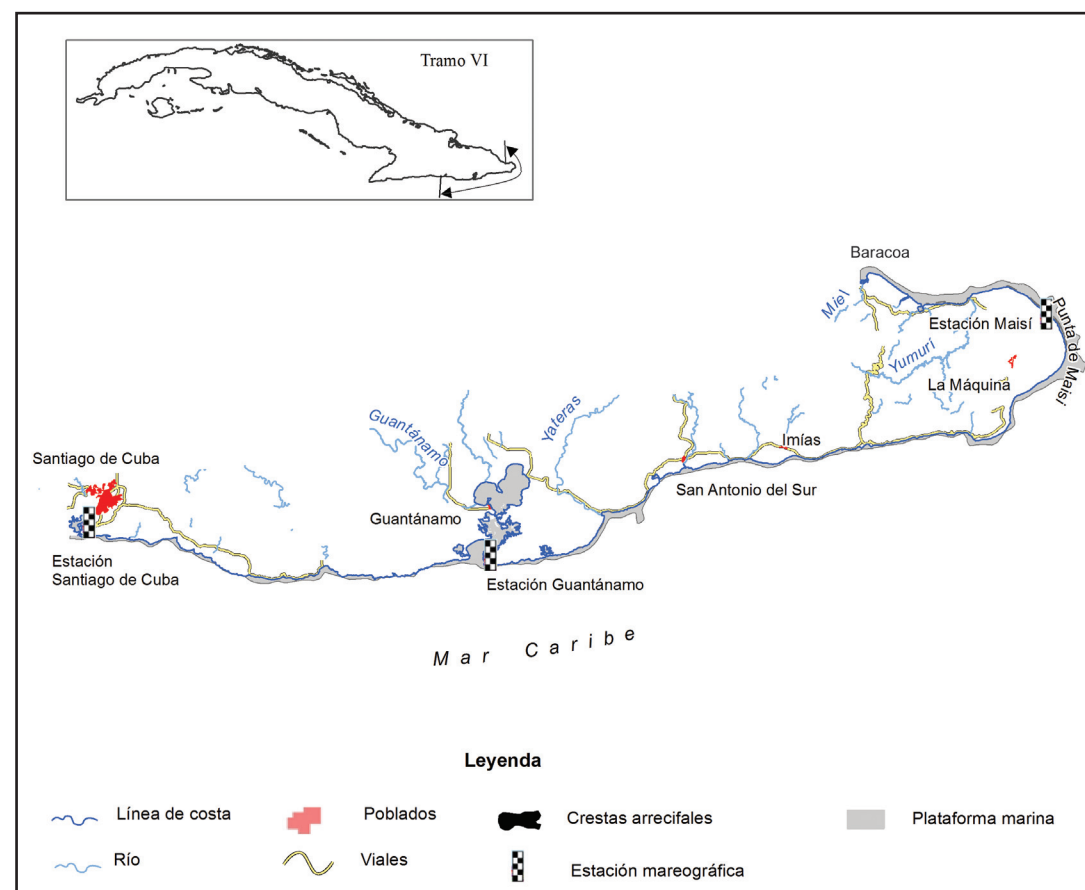 Tramo VI
Baracoa
Miel
Estación Maisí
Punta de Maisí
Yumurí
La Máquina
Guantánamo
Yateras
Imías
Santiago de Cuba
San Antonio del Sur
Guantánamo
Estación
Santiago de Cuba
Estación Guantánamo
Mar Caribe
Leyenda
Línea de costa
Poblados
Crestas arrecifales
Plataforma marina
Río
Viales
Estación mareográfica